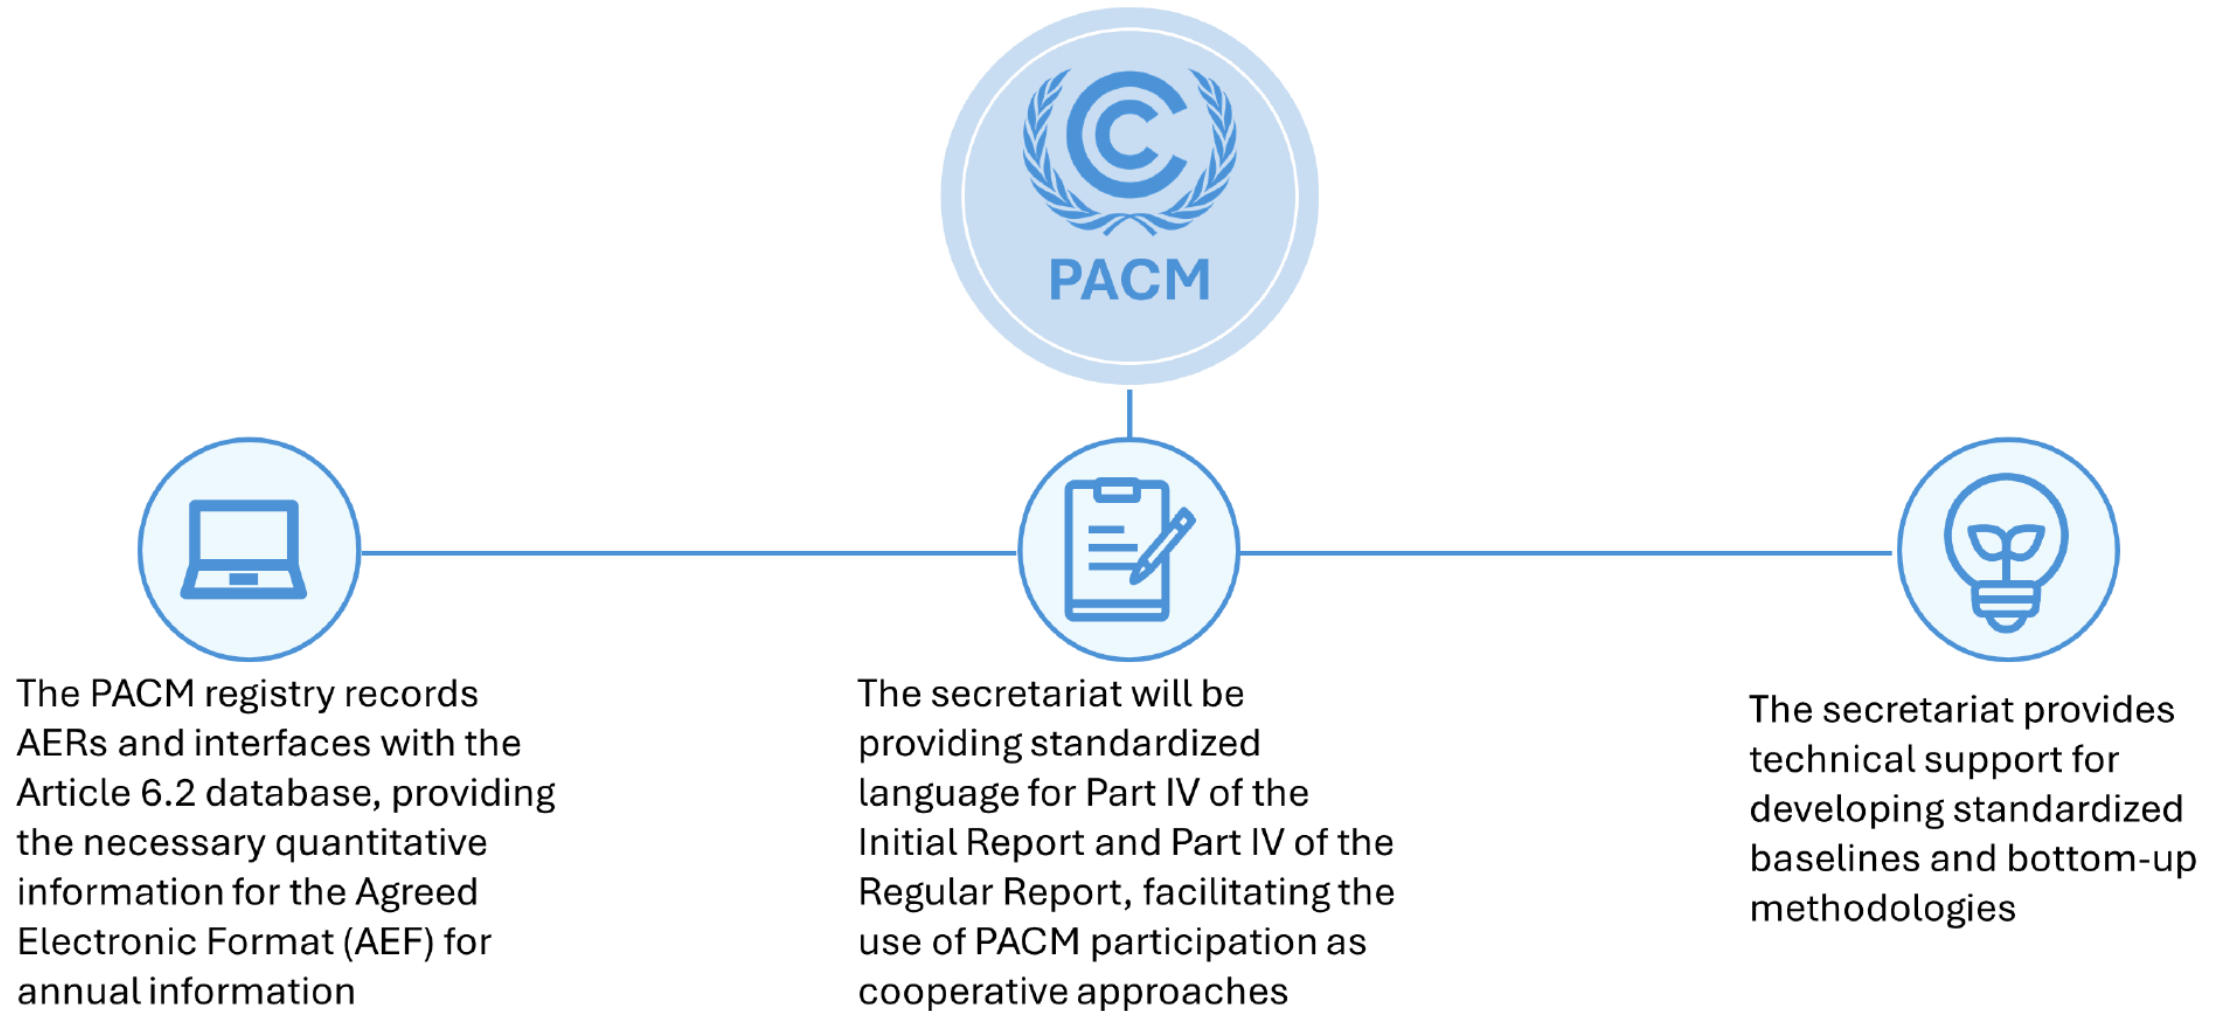 PACM
The PACM registry records
AERs and interfaces with the
Article 6.2 database, providing
the necessary quantitative
information for the Agreed
Electronic Format (AEF) for
annual information
The secretariat will be
providing standardized
language for Part IV of the
Initial Report and Part IV of the
Regular Report, facilitating the
use of PACM participation as
cooperative approaches
The secretariat provides
technical support for
developing standardized
baselines and bottom-up
methodologies